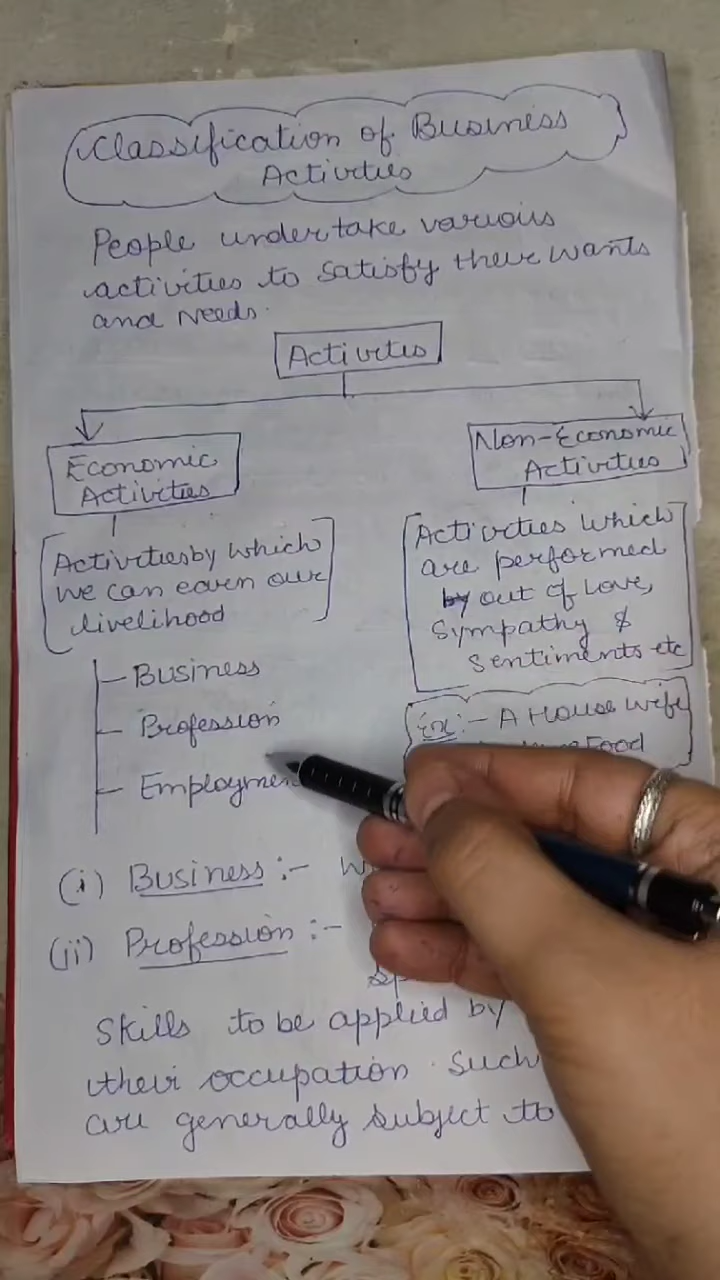 Classification of Business
Activities
People undertake various
activities to satisfy their wants
and Needs.
Activites
Economic
Activities
Non-Economic
Activities
Activities by which
we can earn our
livelihood
Activities which
are performed
by out of Love,
Sympathy &
Sentiments etc
Business
Profession
Ex:- A House wife
Food
(i) Business :-
(ii) Profession :-
Skills to be applied by
their occupation. Such
are generally subject to